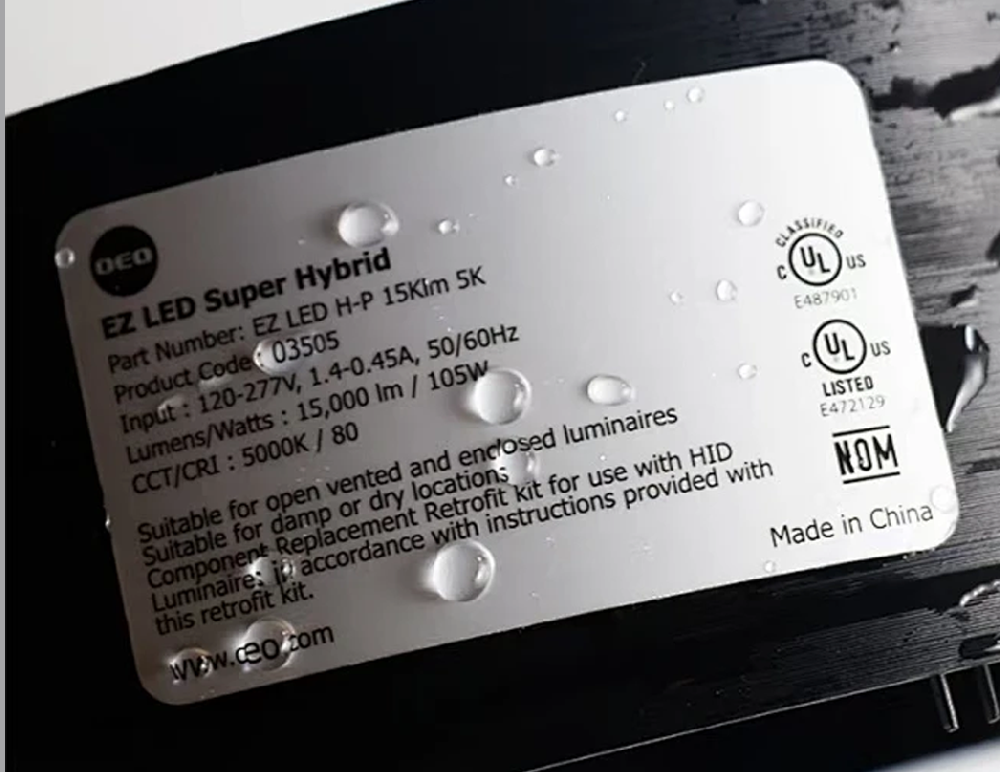 OEO
EZ LED Super Hybrid
Part Number: EZ LED H-P 15Klm 5K
Product Code : 03505
Input : 120-277V, 1.4-0.45A, 50/60Hz
Lumens/Watts : 15,000 lm / 105W
CCT/CRI : 5000K / 80
Suitable for open vented and enclosed luminaires
Suitable for damp or dry locations
Component Replacement Retrofit kit for use with HID
Luminaires in accordance with instructions provided with
this retrofit kit.
www.oeo.com
CLASSIFIED
C UL US
E487901
C UL US
LISTED
E472129
NOM
Made in China